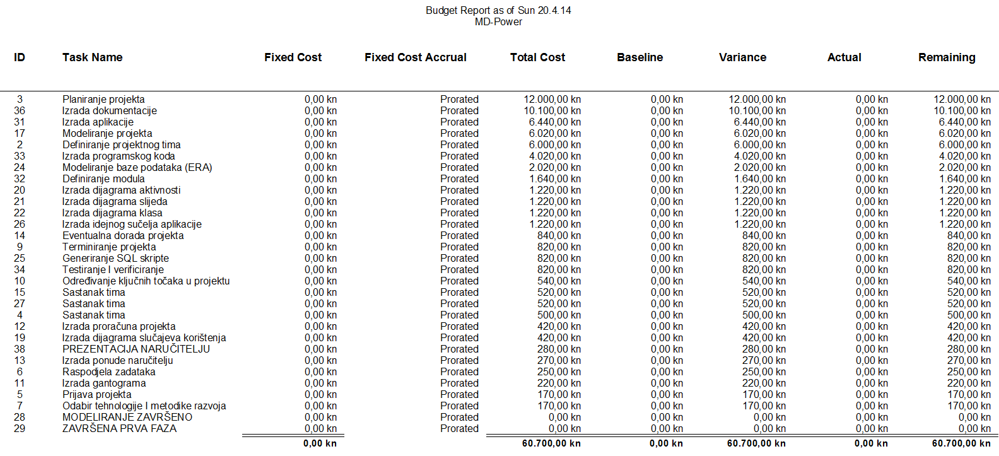 Budget Report as of Sun 20.4.14
MD-Power
ID Task Name Fixed Cost Fixed Cost Accrual Total Cost Baseline Variance Actual Remaining
3 Planiranje projekta 0,00 kn Prorated 12.000,00 kn 0,00 kn 12.000,00 kn 0,00 kn 12.000,00 kn
36 Izrada dokumentacije 0,00 kn Prorated 10.100,00 kn 0,00 kn 10.100,00 kn 0,00 kn 10.100,00 kn
31 Izrada aplikacije 0,00 kn Prorated 6.440,00 kn 0,00 kn 6.440,00 kn 0,00 kn 6.440,00 kn
17 Modeliranje projekta 0,00 kn Prorated 6.020,00 kn 0,00 kn 6.020,00 kn 0,00 kn 6.020,00 kn
2 Definiranje projektnog tima 0,00 kn Prorated 6.000,00 kn 0,00 kn 6.000,00 kn 0,00 kn 6.000,00 kn
33 Izrada programskog koda 0,00 kn Prorated 4.020,00 kn 0,00 kn 4.020,00 kn 0,00 kn 4.020,00 kn
24 Modeliranje baze podataka (ERA) 0,00 kn Prorated 2.020,00 kn 0,00 kn 2.020,00 kn 0,00 kn 2.020,00 kn
32 Definiranje modula 0,00 kn Prorated 1.640,00 kn 0,00 kn 1.640,00 kn 0,00 kn 1.640,00 kn
20 Izrada dijagrama aktivnosti 0,00 kn Prorated 1.220,00 kn 0,00 kn 1.220,00 kn 0,00 kn 1.220,00 kn
21 Izrada dijagrama slijeda 0,00 kn Prorated 1.220,00 kn 0,00 kn 1.220,00 kn 0,00 kn 1.220,00 kn
22 Izrada dijagrama klasa 0,00 kn Prorated 1.220,00 kn 0,00 kn 1.220,00 kn 0,00 kn 1.220,00 kn
26 Izrada idejnog sučelja aplikacije 0,00 kn Prorated 1.220,00 kn 0,00 kn 1.220,00 kn 0,00 kn 1.220,00 kn
14 Eventualna dorada projekta 0,00 kn Prorated 840,00 kn 0,00 kn 840,00 kn 0,00 kn 840,00 kn
9 Terminiranje projekta 0,00 kn Prorated 820,00 kn 0,00 kn 820,00 kn 0,00 kn 820,00 kn
25 Generiranje SQL skripte 0,00 kn Prorated 820,00 kn 0,00 kn 820,00 kn 0,00 kn 820,00 kn
34 Testiranje I verificiranje 0,00 kn Prorated 820,00 kn 0,00 kn 820,00 kn 0,00 kn 820,00 kn
10 Određivanje ključnih točaka u projektu 0,00 kn Prorated 540,00 kn 0,00 kn 540,00 kn 0,00 kn 540,00 kn
15 Sastanak tima 0,00 kn Prorated 520,00 kn 0,00 kn 520,00 kn 0,00 kn 520,00 kn
27 Sastanak tima 0,00 kn Prorated 520,00 kn 0,00 kn 520,00 kn 0,00 kn 520,00 kn
4 Sastanak tima 0,00 kn Prorated 500,00 kn 0,00 kn 500,00 kn 0,00 kn 500,00 kn
12 Izrada proračuna projekta 0,00 kn Prorated 420,00 kn 0,00 kn 420,00 kn 0,00 kn 420,00 kn
19 Izrada dijagrama slučajeva korištenja 0,00 kn Prorated 420,00 kn 0,00 kn 420,00 kn 0,00 kn 420,00 kn
38 PREZENTACIJA NARUČITELJU 0,00 kn Prorated 280,00 kn 0,00 kn 280,00 kn 0,00 kn 280,00 kn
13 Izrada ponude naručitelju 0,00 kn Prorated 270,00 kn 0,00 kn 270,00 kn 0,00 kn 270,00 kn
6 Raspodjela zadataka 0,00 kn Prorated 250,00 kn 0,00 kn 250,00 kn 0,00 kn 250,00 kn
11 Izrada gantograma 0,00 kn Prorated 220,00 kn 0,00 kn 220,00 kn 0,00 kn 220,00 kn
5 Prijava projekta 0,00 kn Prorated 170,00 kn 0,00 kn 170,00 kn 0,00 kn 170,00 kn
7 Odabir tehnologije I metodike razvoja 0,00 kn Prorated 170,00 kn 0,00 kn 170,00 kn 0,00 kn 170,00 kn
28 MODELIRANJE ZAVRŠENO 0,00 kn Prorated 0,00 kn 0,00 kn 0,00 kn 0,00 kn 0,00 kn
29 ZAVRŠENA PRVA FAZA 0,00 kn Prorated 0,00 kn 0,00 kn 0,00 kn 0,00 kn 0,00 kn
0,00 kn 60.700,00 kn 0,00 kn 60.700,00 kn 0,00 kn 60.700,00 kn